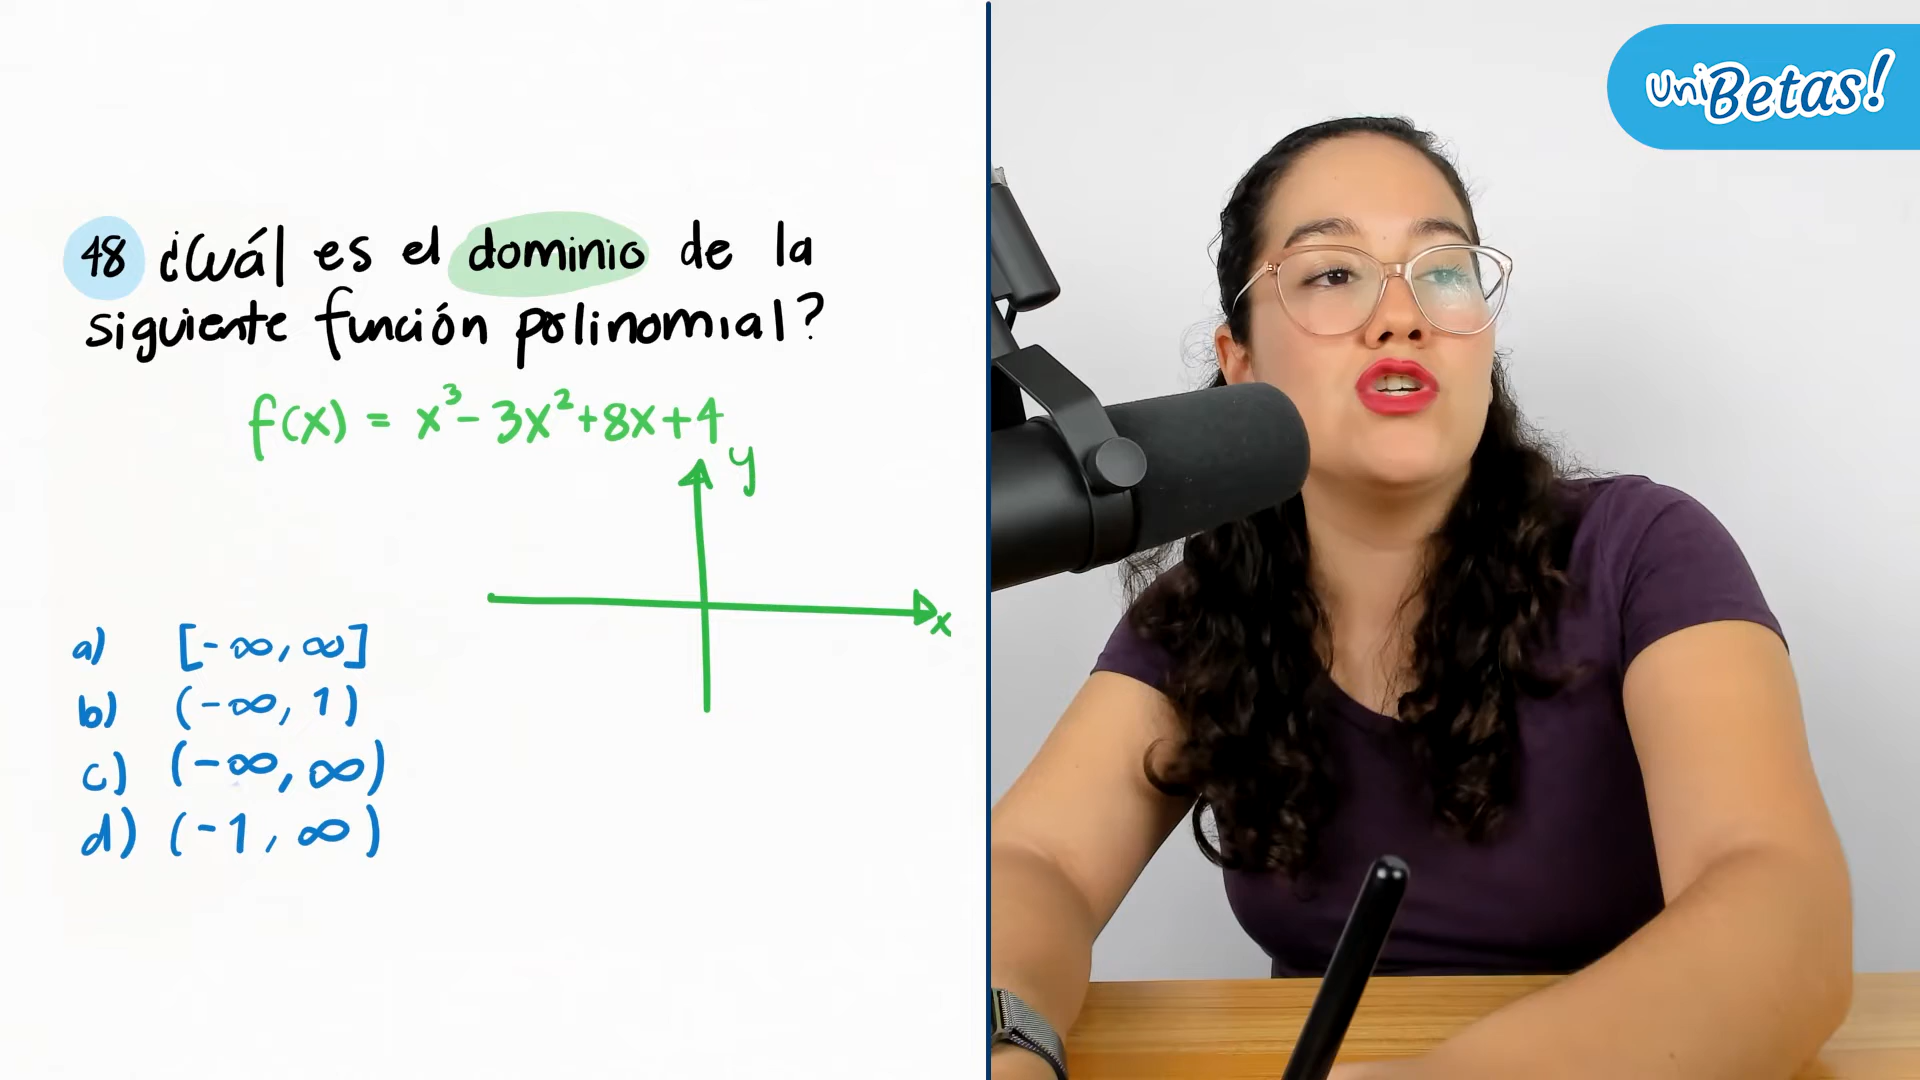 uniBetas!
48 ¿Cuál es el dominio de la
siguiente función polinomial?
f(x) = x³- 3x²+8x+4
y
x
a) [-∞, ∞]
b) (-∞, 1)
c) (-∞, ∞)
d) (-1, ∞)